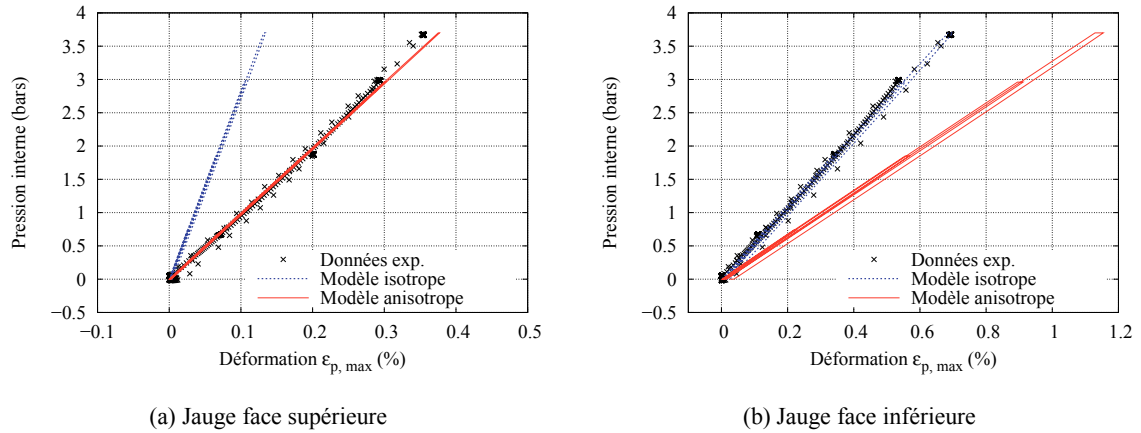 4
3.5
3
2.5
2
1.5
1
0.5
0
−0.5
−0.1 0 0.1 0.2 0.3 0.4 0.5
Pression interne (bars)
Déformation εp, max (%)
Données exp.
Modèle isotrope
Modèle anisotrope
(a) Jauge face supérieure
4
3.5
3
2.5
2
1.5
1
0.5
0
−0.5
0 0.2 0.4 0.6 0.8 1 1.2
Pression interne (bars)
Déformation εp, max (%)
Données exp.
Modèle isotrope
Modèle anisotrope
(b) Jauge face inférieure